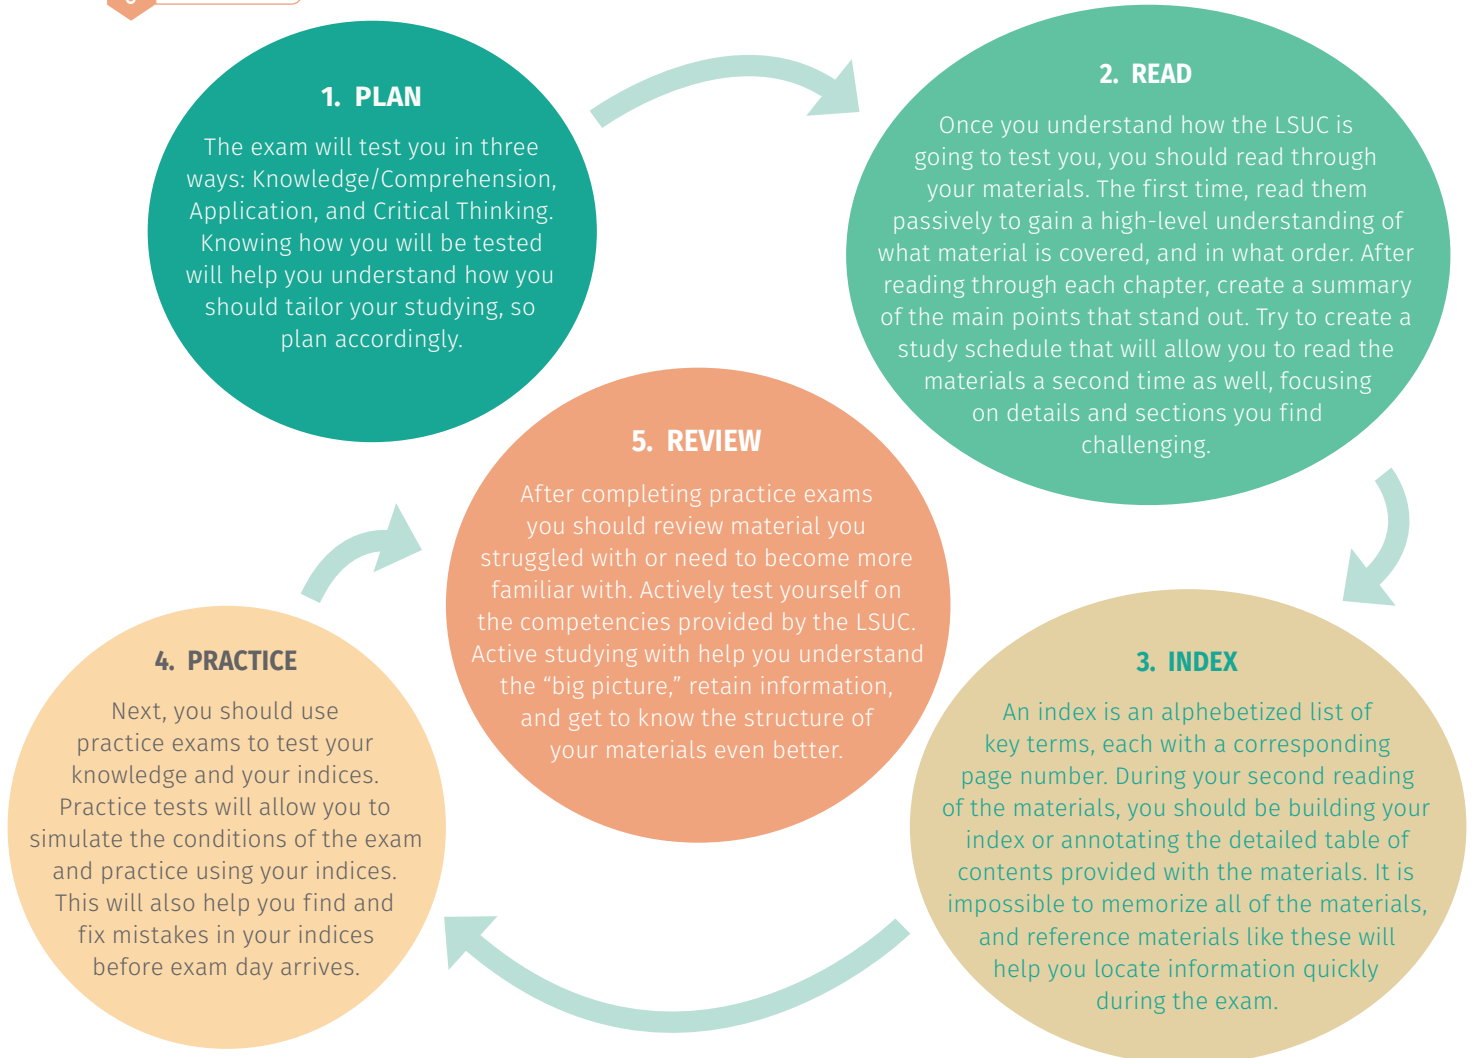 1. PLAN
The exam will test you in three
ways: Knowledge/Comprehension,
Application, and Critical Thinking.
Knowing how you will be tested
will help you understand how you
should tailor your studying, so
plan accordingly.
2. READ
Once you understand how the LSUC is
going to test you, you should read through
your materials. The first time, read them
passively to gain a high-level understanding of
what material is covered, and in what order. After
reading through each chapter, create a summary
of the main points that stand out. Try to create a
study schedule that will allow you to read the
materials a second time as well, focusing
on details and sections you find
challenging.
3. INDEX
An index is an alphabetized list of
key terms, each with a corresponding
page number. During your second reading
of the materials, you should be building your
index or annotating the detailed table of
contents provided with the materials. It is
impossible to memorize all of the materials,
and reference materials like these will
help you locate information quickly
during the exam.
4. PRACTICE
Next, you should use
practice exams to test your
knowledge and your indices.
Practice tests will allow you to
simulate the conditions of the exam
and practice using your indices.
This will also help you find and
fix mistakes in your indices
before exam day arrives.
5. REVIEW
After completing practice exams
you should review material you
struggled with or need to become more
familiar with. Actively test yourself on
the competencies provided by the LSUC.
Active studying with help you understand
the “big picture,” retain information,
and get to know the structure of
your materials even better.